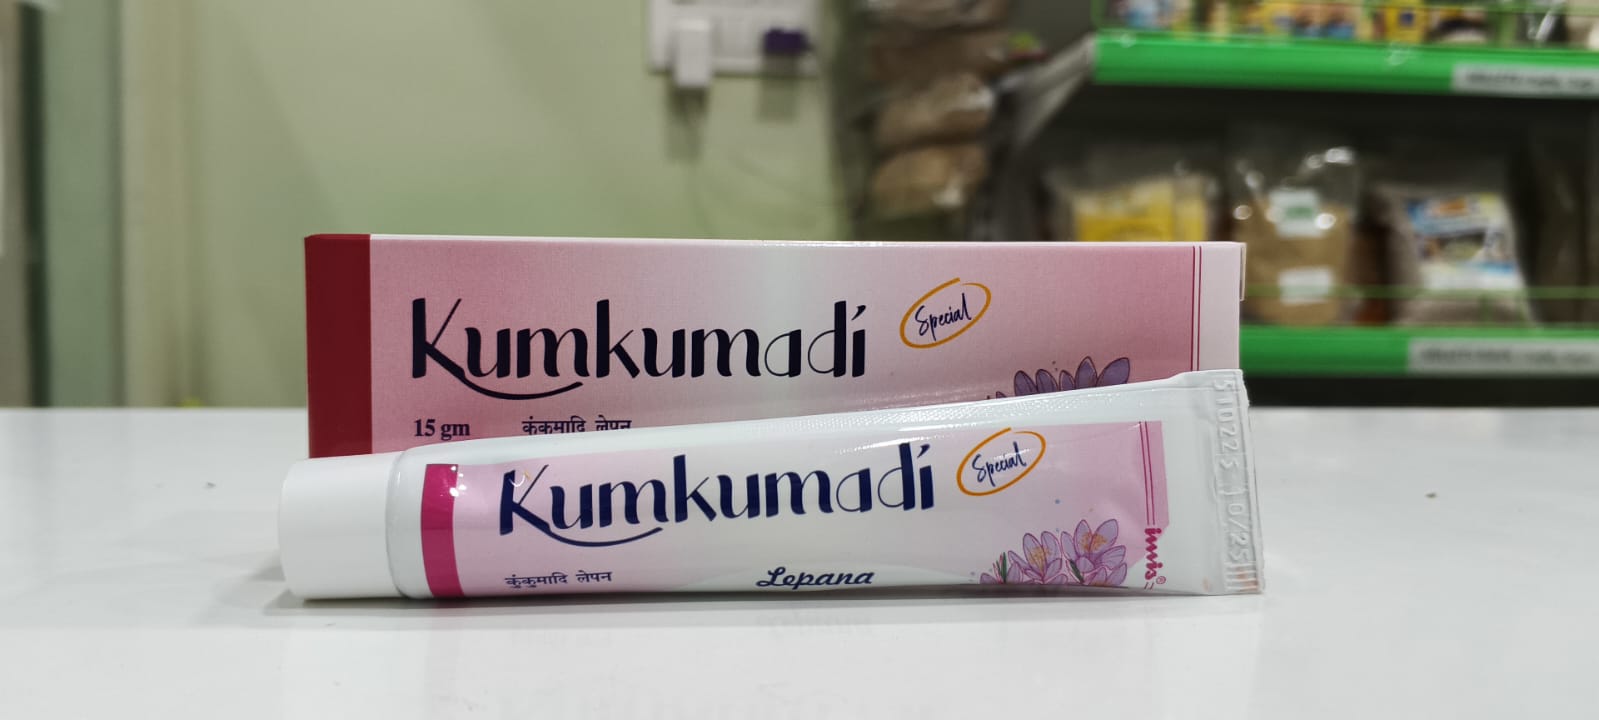 Kumkumadi
Special
15 gm
कुंकुमादि लेपन
Kumkumadi
Special
कुंकुमादि लेपन
Lepana
imis®